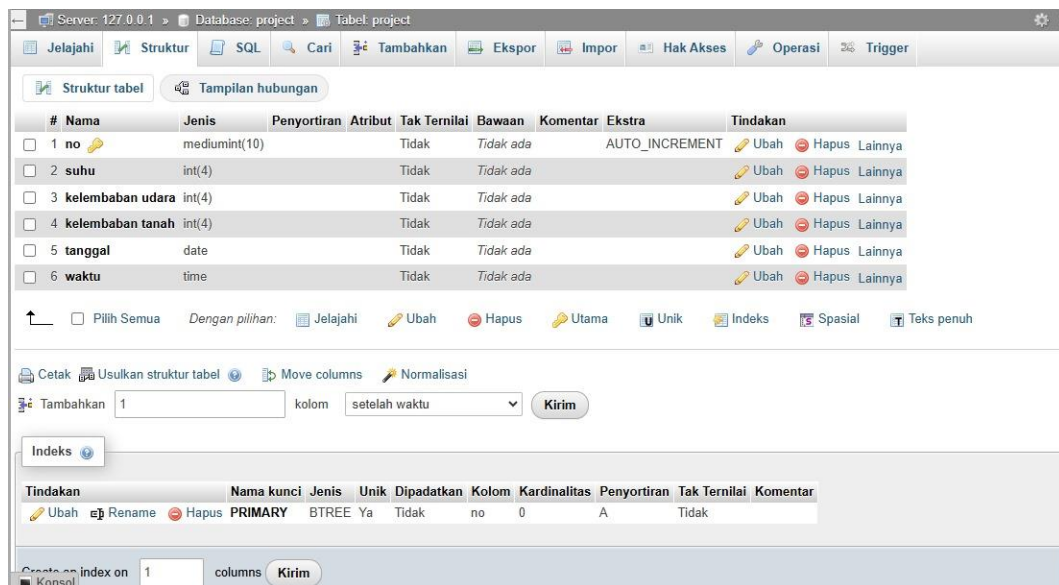 Server: 127.0.0.1 » Database: project » Tabel: project
Jelajahi Struktur SQL Cari Tambahkan Ekspor Impor Hak Akses Operasi Trigger
Struktur tabel Tampilan hubungan
# Nama Jenis Penyortiran Atribut Tak Ternilai Bawaan Komentar Ekstra Tindakan
1 no mediumint(10) Tidak Tidak ada AUTO_INCREMENT Ubah Hapus Lainnya
2 suhu int(4) Tidak Tidak ada Ubah Hapus Lainnya
3 kelembaban udara int(4) Tidak Tidak ada Ubah Hapus Lainnya
4 kelembaban tanah int(4) Tidak Tidak ada Ubah Hapus Lainnya
5 tanggal date Tidak Tidak ada Ubah Hapus Lainnya
6 waktu time Tidak Tidak ada Ubah Hapus Lainnya
Pilih Semua Dengan pilihan: Jelajahi Ubah Hapus Utama Unik Indeks Spasial Teks penuh
Cetak Usulkan struktur tabel Move columns Normalisasi
Tambahkan 1 kolom setelah waktu Kirim
Indeks
Tindakan Nama kunci Jenis Unik Dipadatkan Kolom Kardinalitas Penyortiran Tak Ternilai Komentar
Ubah Rename Hapus PRIMARY BTREE Ya Tidak no 0 A Tidak
Create an index on 1 columns Kirim
Konsol